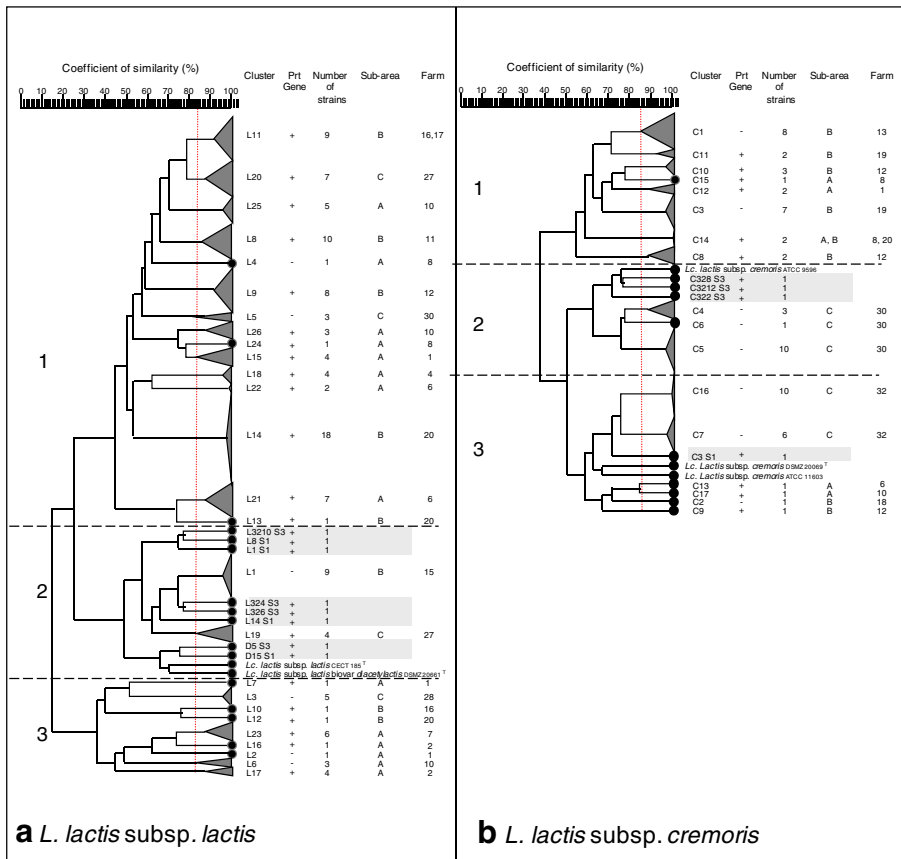 Coefficient of similarity (%)
Cluster Prt Gene Number of strains Sub-area Farm
0 10 20 30 40 50 60 70 80 90 100
1
L11 + 9 B 16,17
L20 + 7 C 27
L25 + 5 A 10
L8 + 10 B 11
L4 - 1 A 8
L9 + 8 B 12
L5 - 3 C 30
L26 + 3 A 10
L24 + 1 A 8
L15 + 4 A 1
L18 + 4 A 4
L22 + 2 A 6
L14 + 18 B 20
L21 + 7 A 6
L13 + 1 B 20
2
L3210 S3 + 1
L8 S1 + 1
L1 S1 + 1
L1 - 9 B 15
L324 S3 + 1
L326 S3 + 1
L14 S1 + 1
L19 + 4 C 27
D5 S3 + 1
D15 S1 + 1
Lc. lactis subsp. lactis CECT 185 T
Lc. lactis subsp. lactis biovar diacetylactis DSMZ 20661 T
3
L7 + 1 A 1
L3 - 5 C 28
L10 + 1 B 16
L12 + 1 B 20
L23 + 6 A 7
L16 + 1 A 2
L2 - 1 A 1
L6 - 3 A 10
L17 + 4 A 2
a L. lactis subsp. lactis
Coefficient of similarity (%)
Cluster Prt Gene Number of strains Sub-area Farm
0 10 20 30 40 50 60 70 80 90 100
1
C1 - 8 B 13
C11 + 2 B 19
C10 + 3 B 12
C15 + 1 A 8
C12 + 2 A 1
C3 - 7 B 19
C14 + 2 A, B 8, 20
C8 + 2 B 12
2
Lc. lactis subsp. cremoris ATCC 9596
C328 S3 + 1
C3212 S3 + 1
C322 S3 + 1
C4 - 3 C 30
C6 - 1 C 30
C5 - 10 C 30
3
C16 - 10 C 32
C7 - 6 C 32
C3 S1 + 1
Lc. Lactis subsp. cremoris DSMZ 20069 T
Lc. Lactis subsp. cremoris ATCC 11603
C13 + 1 A 6
C17 + 1 A 10
C2 - 1 B 18
C9 + 1 B 12
b L. lactis subsp. cremoris